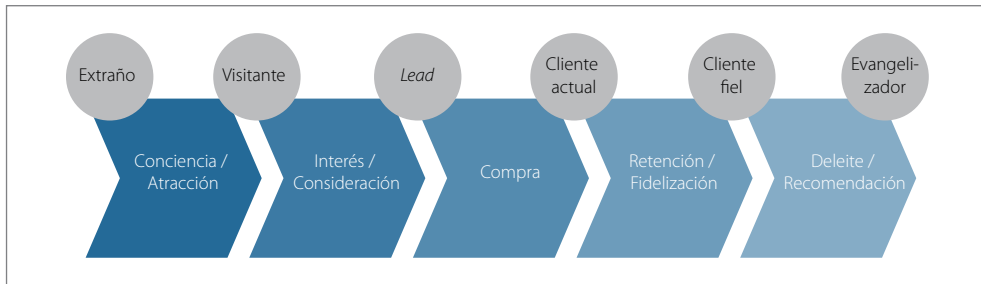 Extraño
Visitante
Lead
Cliente
actual
Cliente
fiel
Evangeli-
zador
Conciencia /
Atracción
Interés /
Consideración
Compra
Retención /
Fidelización
Deleite /
Recomendación